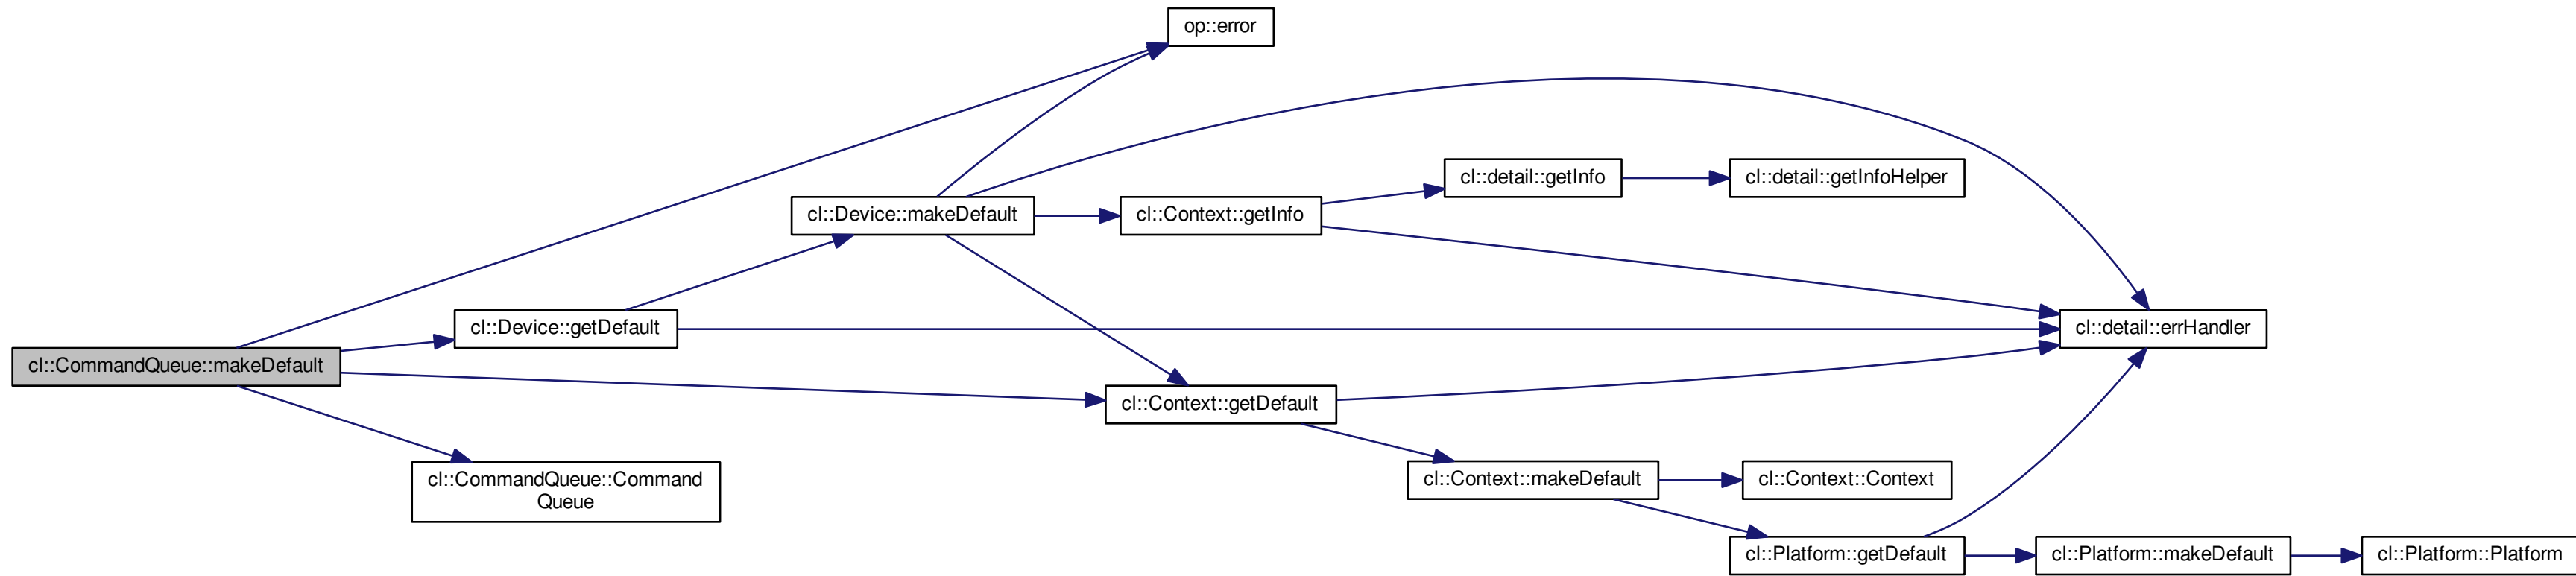 op::error
cl::detail::getInfo
cl::detail::getInfoHelper
cl::Device::makeDefault
cl::Context::getInfo
cl::Device::getDefault
cl::detail::errHandler
cl::CommandQueue::makeDefault
cl::Context::getDefault
cl::CommandQueue::Command
Queue
cl::Context::makeDefault
cl::Context::Context
cl::Platform::getDefault
cl::Platform::makeDefault
cl::Platform::Platform